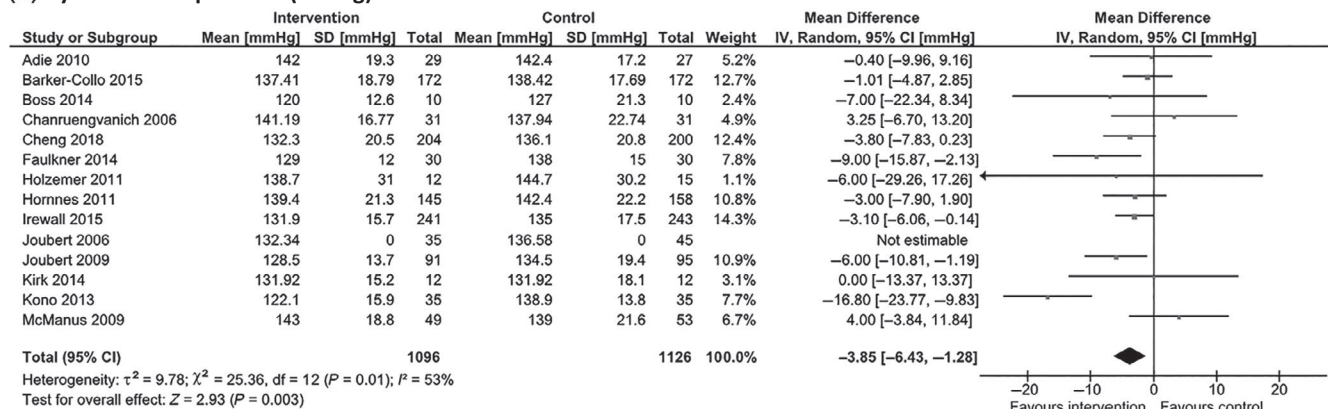 Intervention Control Mean Difference Mean Difference
Study or Subgroup Mean [mmHg] SD [mmHg] Total Mean [mmHg] SD [mmHg] Total Weight IV, Random, 95% CI [mmHg] IV, Random, 95% CI [mmHg]
Adie 2010 142 19.3 29 142.4 17.2 27 5.2% −0.40 [−9.96, 9.16]
Barker-Collo 2015 137.41 18.79 172 138.42 17.69 172 12.7% −1.01 [−4.87, 2.85]
Boss 2014 120 12.6 10 127 21.3 10 2.4% −7.00 [−22.34, 8.34]
Chanruengvanich 2006 141.19 16.77 31 137.94 22.74 31 4.9% 3.25 [−6.70, 13.20]
Cheng 2018 132.3 20.5 204 136.1 20.8 200 12.4% −3.80 [−7.83, 0.23]
Faulkner 2014 129 12 30 138 15 30 7.8% −9.00 [−15.87, −2.13]
Holzemer 2011 138.7 31 12 144.7 30.2 15 1.1% −6.00 [−29.26, 17.26]
Hornnes 2011 139.4 21.3 145 142.4 22.2 158 10.8% −3.00 [−7.90, 1.90]
Irewall 2015 131.9 15.7 241 135 17.5 243 14.3% −3.10 [−6.06, −0.14]
Joubert 2006 132.34 0 35 136.58 0 45 Not estimable
Joubert 2009 128.5 13.7 91 134.5 19.4 95 10.9% −6.00 [−10.81, −1.19]
Kirk 2014 131.92 15.2 12 131.92 18.1 12 3.1% 0.00 [−13.37, 13.37]
Kono 2013 122.1 15.9 35 138.9 13.8 35 7.7% −16.80 [−23.77, −9.83]
McManus 2009 143 18.8 49 139 21.6 53 6.7% 4.00 [−3.84, 11.84]
Total (95% CI) 1096 1126 100.0% −3.85 [−6.43, −1.28]
Heterogeneity: τ² = 9.78; χ² = 25.36, df = 12 (P = 0.01); I² = 53%
Test for overall effect: Z = 2.93 (P = 0.003)
−20 −10 0 10 20
Favours intervention Favours control